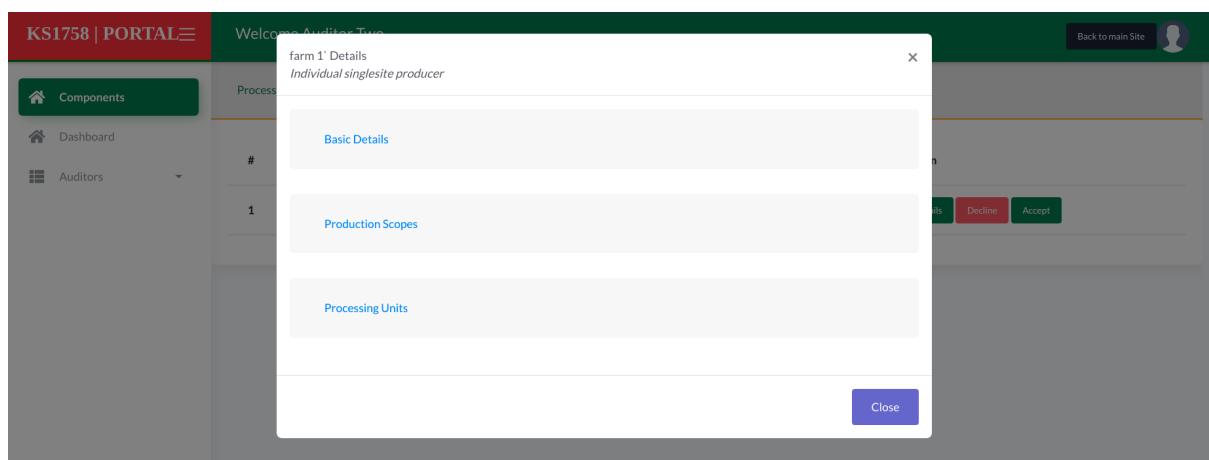 KS1758 | PORTAL
Welcome Auditor Two
Back to main Site
farm 1` Details
×
Individual singlesite producer
Components
Process
Basic Details
Dashboard
#
Auditors
Production Scopes
1
Decline
Accept
Processing Units
Close